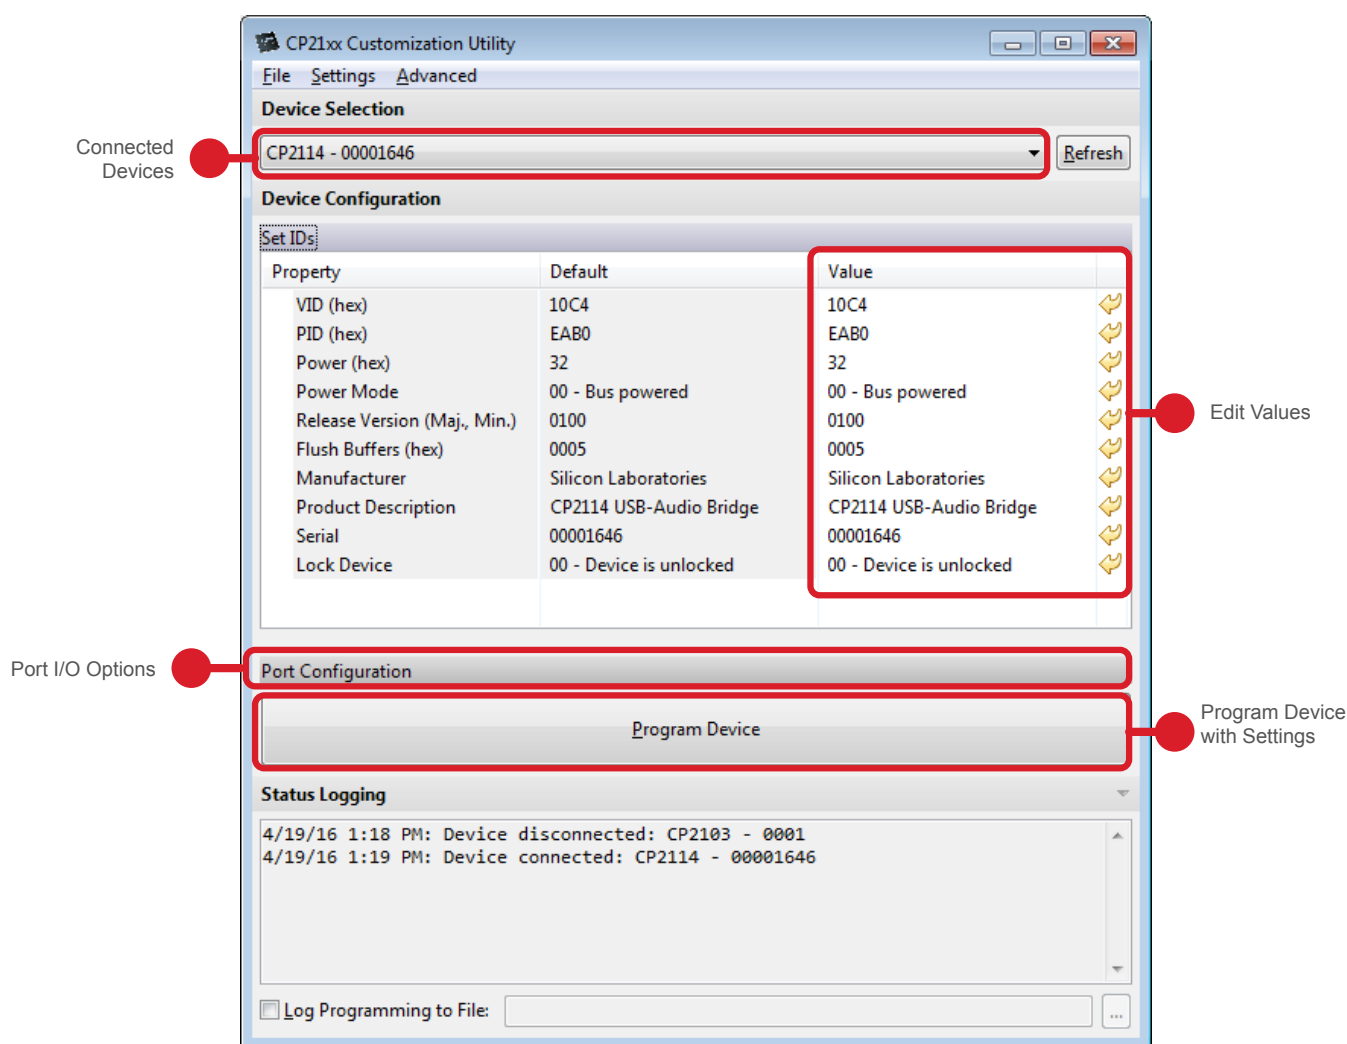 CP21xx Customization Utility
File Settings Advanced
Device Selection
Connected
Devices
CP2114 - 00001646
Refresh
Device Configuration
Set IDs
Property Default Value
VID (hex) 10C4 10C4
PID (hex) EAB0 EAB0
Power (hex) 32 32
Power Mode 00 - Bus powered 00 - Bus powered
Release Version (Maj., Min.) 0100 0100
Edit Values
Flush Buffers (hex) 0005 0005
Manufacturer Silicon Laboratories Silicon Laboratories
Product Description CP2114 USB-Audio Bridge CP2114 USB-Audio Bridge
Serial 00001646 00001646
Lock Device 00 - Device is unlocked 00 - Device is unlocked
Port I/O Options
Port Configuration
Program Device
Program Device
with Settings
Status Logging
4/19/16 1:18 PM: Device disconnected: CP2103 - 0001
4/19/16 1:19 PM: Device connected: CP2114 - 00001646
Log Programming to File:
...